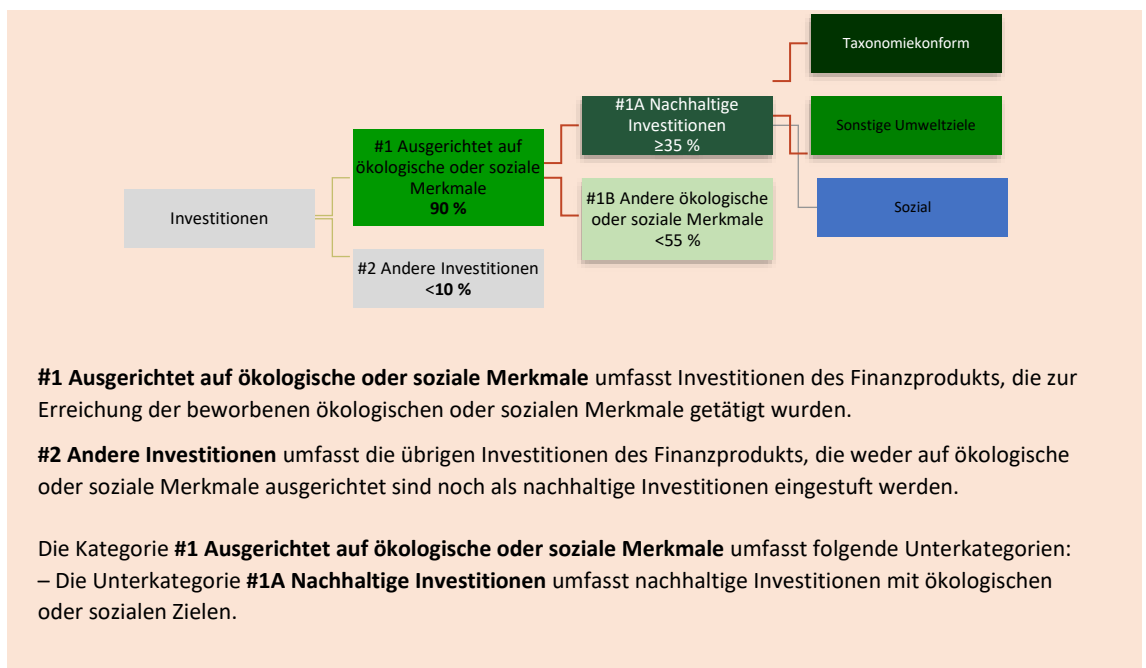 Taxonomiekonform
#1A Nachhaltige
Investitionen
≥35 %
Sonstige Umweltziele
#1 Ausgerichtet auf
ökologische oder soziale
Merkmale
90 %
#1B Andere ökologische
oder soziale Merkmale
<55 %
Sozial
Investitionen
#2 Andere Investitionen
<10 %
#1 Ausgerichtet auf ökologische oder soziale Merkmale umfasst Investitionen des Finanzprodukts, die zur
Erreichung der beworbenen ökologischen oder sozialen Merkmale getätigt wurden.
#2 Andere Investitionen umfasst die übrigen Investitionen des Finanzprodukts, die weder auf ökologische
oder soziale Merkmale ausgerichtet sind noch als nachhaltige Investitionen eingestuft werden.
Die Kategorie #1 Ausgerichtet auf ökologische oder soziale Merkmale umfasst folgende Unterkategorien:
– Die Unterkategorie #1A Nachhaltige Investitionen umfasst nachhaltige Investitionen mit ökologischen
oder sozialen Zielen.